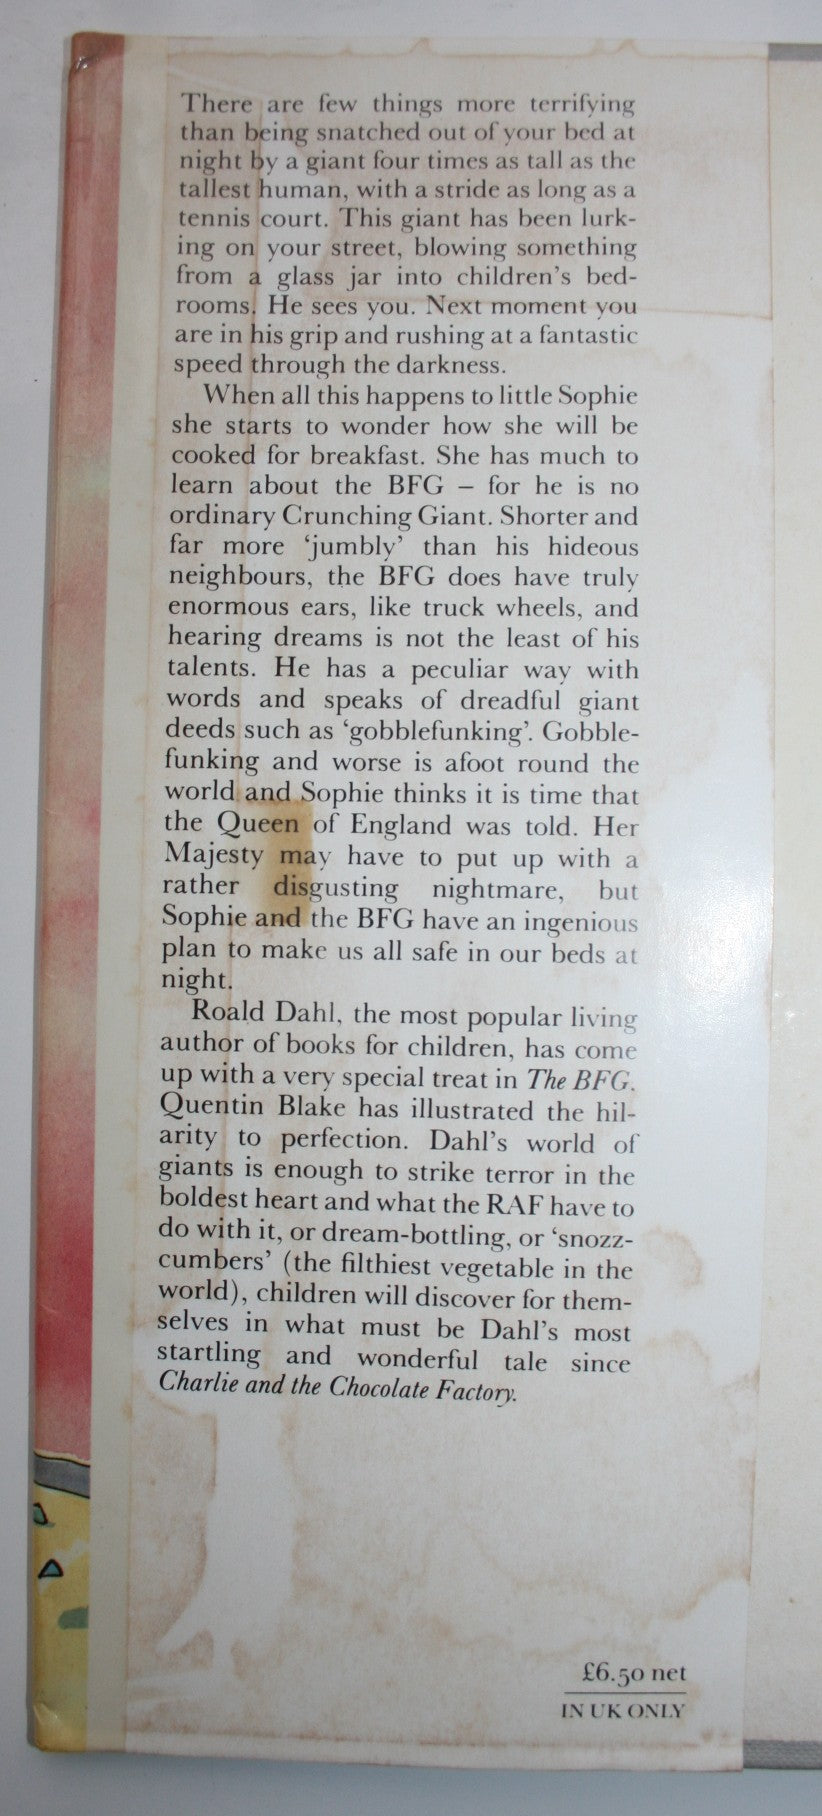 There are few things more terrifying
than being snatched out of your bed at
night by a giant four times as tall as the
tallest human, with a stride as long as a
tennis court. This giant has been lurk-
ing on your street, blowing something
from a glass jar into children's bed-
rooms. He sees you. Next moment you
are in his grip and rushing at a fantastic
speed through the darkness.
When all this happens to little Sophie
she starts to wonder how she will be
cooked for breakfast. She has much to
learn about the BFG – for he is no
ordinary Crunching Giant. Shorter and
far more ‘jumbly’ than his hideous
neighbours, the BFG does have truly
enormous ears, like truck wheels, and
hearing dreams is not the least of his
talents. He has a peculiar way with
words and speaks of dreadful giant
deeds such as ‘gobblefunking’. Gobble-
funking and worse is afoot round the
world and Sophie thinks it is time that
the Queen of England was told. Her
Majesty may have to put up with a
rather disgusting nightmare, but
Sophie and the BFG have an ingenious
plan to make us all safe in our beds at
night.
Roald Dahl, the most popular living
author of books for children, has come
up with a very special treat in The BFG.
Quentin Blake has illustrated the hil-
arity to perfection. Dahl's world of
giants is enough to strike terror in the
boldest heart and what the RAF have to
do with it, or dream-bottling, or ‘snozz-
cumbers’ (the filthiest vegetable in the
world), children will discover for them-
selves in what must be Dahl's most
startling and wonderful tale since
Charlie and the Chocolate Factory.
£6.50 net
IN UK ONLY